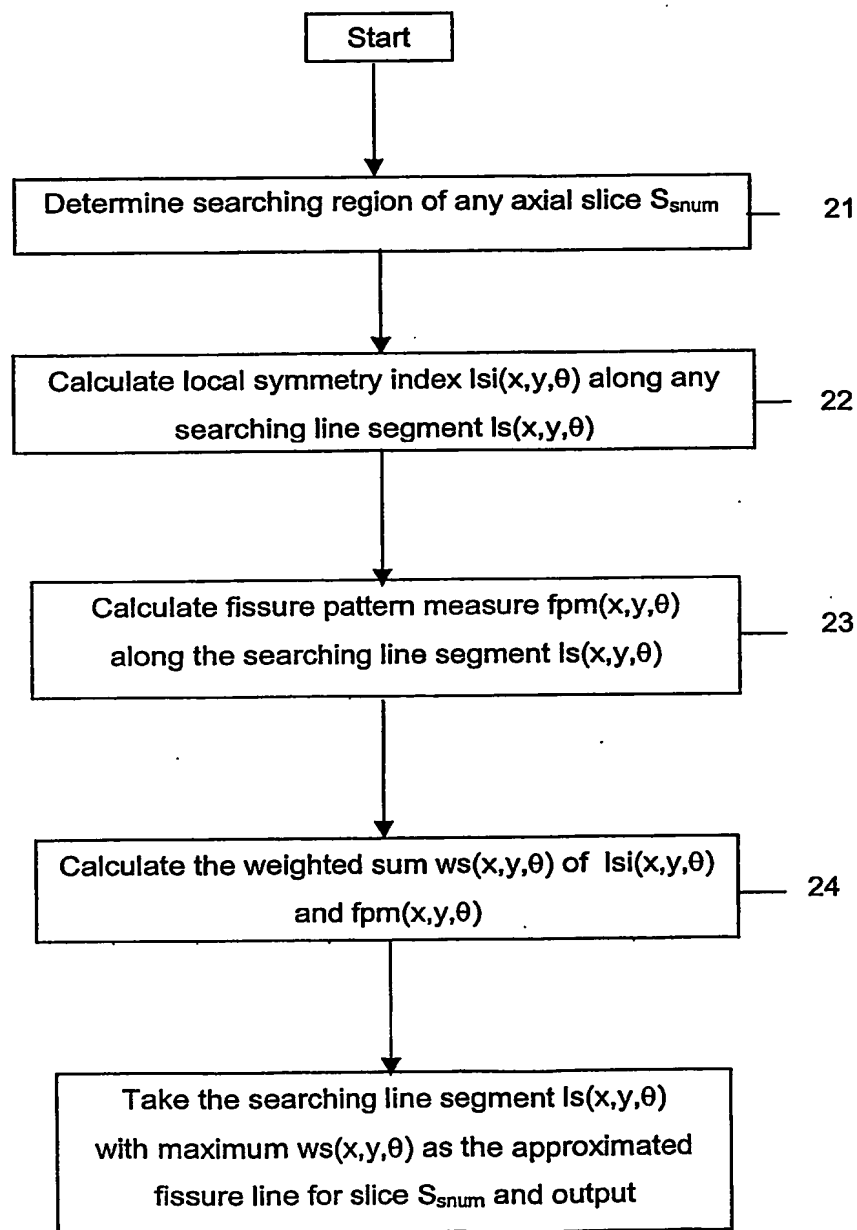 Start
Determine searching region of any axial slice Ssnum
21
Calculate local symmetry index lsi(x,y,θ) along any
searching line segment ls(x,y,θ)
22
Calculate fissure pattern measure fpm(x,y,θ)
along the searching line segment ls(x,y,θ)
23
Calculate the weighted sum ws(x,y,θ) of lsi(x,y,θ)
and fpm(x,y,θ)
24
Take the searching line segment ls(x,y,θ)
with maximum ws(x,y,θ) as the approximated
fissure line for slice Ssnum and output